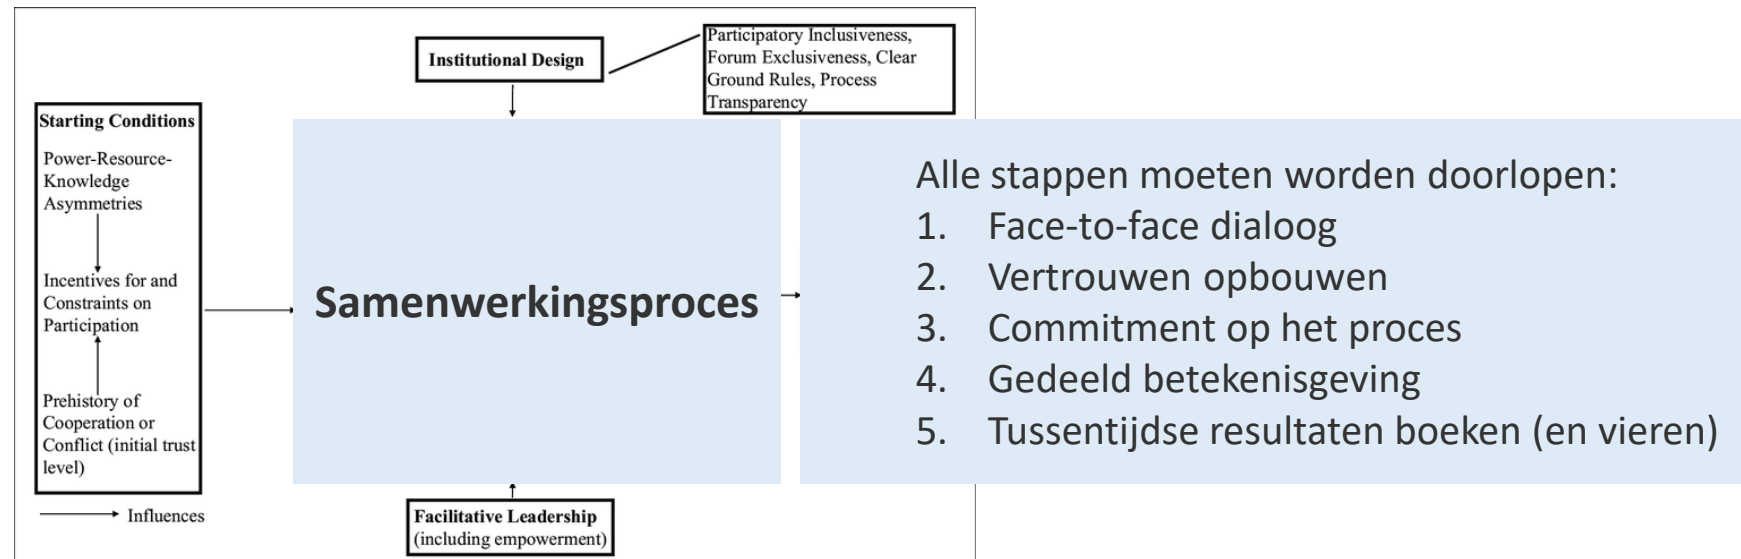 Institutional Design
Participatory Inclusiveness,
Forum Exclusiveness, Clear
Ground Rules, Process
Transparency
Starting Conditions
Power-Resource-
Knowledge
Asymmetries
Incentives for and
Constraints on
Participation
Prehistory of
Cooperation or
Conflict (initial trust
level)
Influences
Samenwerkingsproces
Alle stappen moeten worden doorlopen:
1. Face-to-face dialoog
2. Vertrouwen opbouwen
3. Commitment op het proces
4. Gedeeld betekenisgeving
5. Tussentijdse resultaten boeken (en vieren)
Facilitative Leadership
(including empowerment)